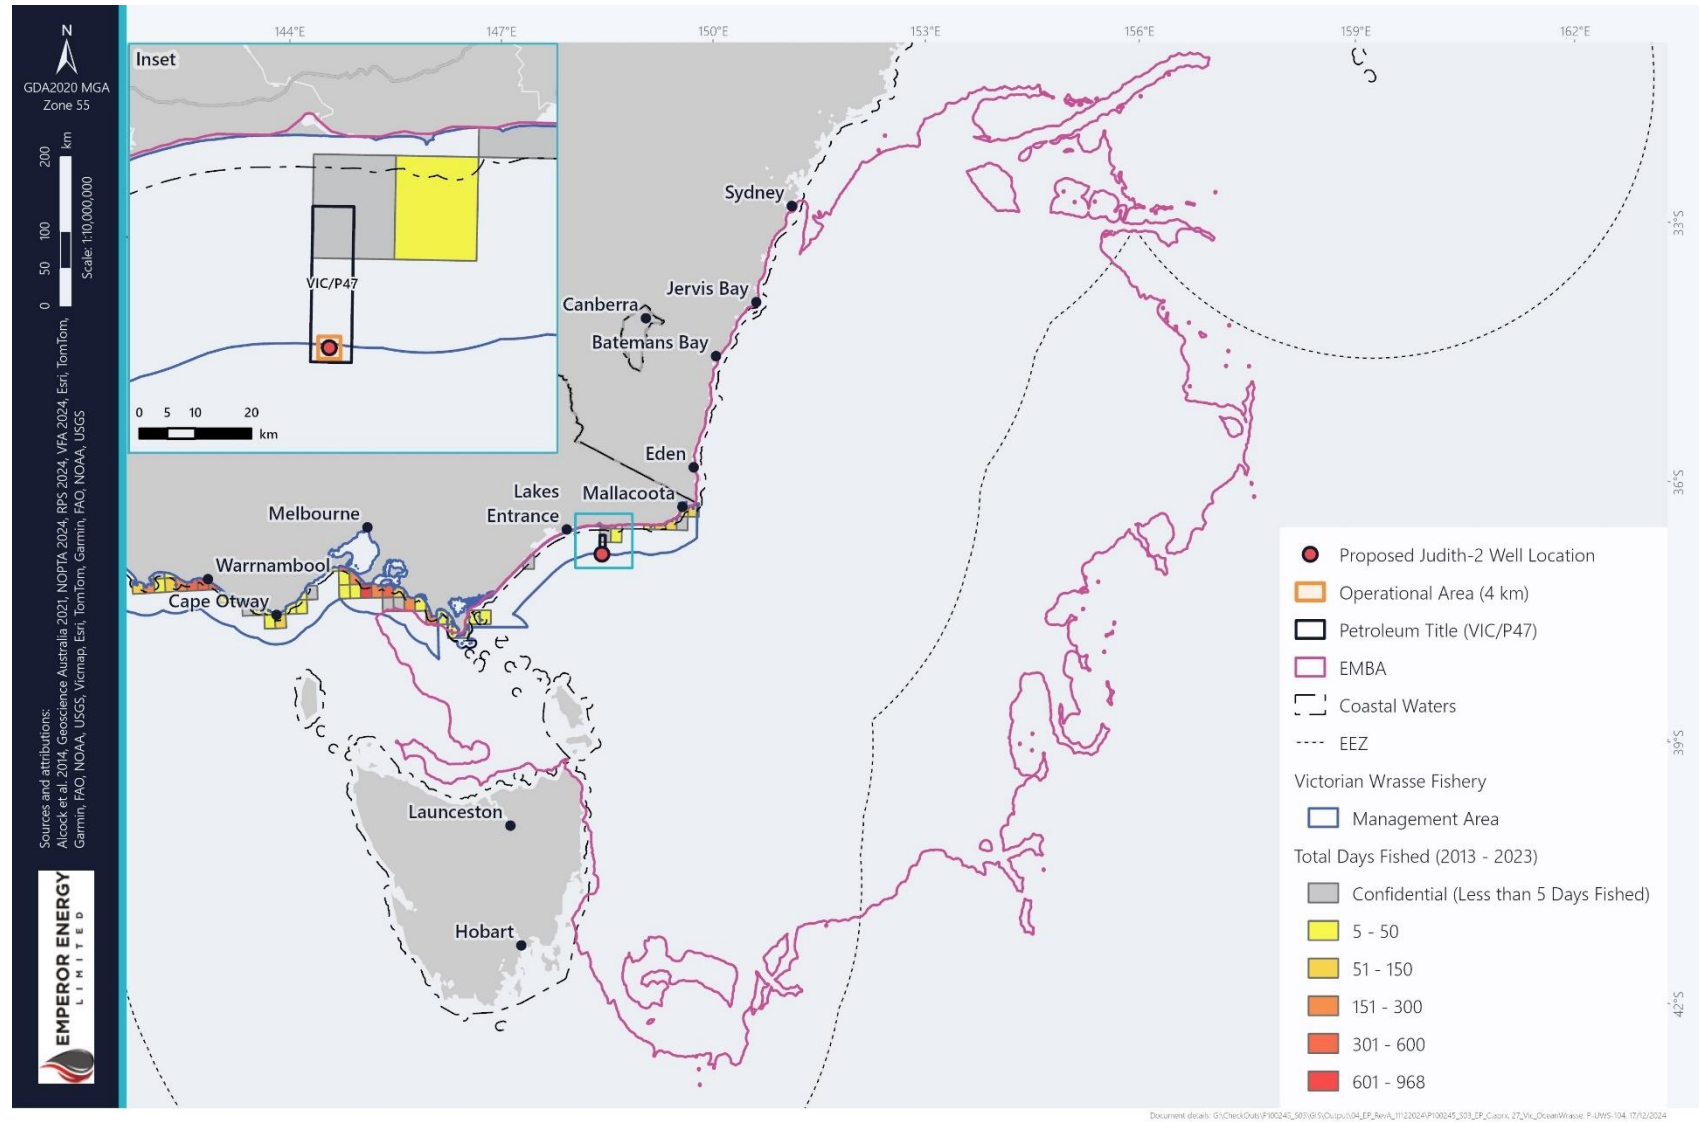 144°E
147°E
150°E
153°E
156°E
159°E
162°E
N
GDA2020 MGA
Zone 55
0 50 100 200
km
Scale: 1:10,000,000
Sources and attributions:
Alcock et al. 2014, Geoscience Australia 2021, NOPTA 2024, RPS 2024, VFA 2024, Esri, TomTom,
Garmin, FAO, NOAA, USGS, Vicmap, Esri, TomTom, Garmin, FAO, NOAA, USGS
EMPEROR ENERGY
LIMITED
Inset
VIC/P47
0 5 10 20
km
Sydney
Jervis Bay
Canberra
Batemans Bay
Eden
Lakes
Entrance
Mallacoota
Melbourne
Warrnambool
Cape Otway
Launceston
Hobart
33°S
36°S
39°S
42°S
Proposed Judith-2 Well Location
Operational Area (4 km)
Petroleum Title (VIC/P47)
EMBA
Coastal Waters
EEZ
Victorian Wrasse Fishery
Management Area
Total Days Fished (2013 - 2023)
Confidential (Less than 5 Days Fished)
5 - 50
51 - 150
151 - 300
301 - 600
601 - 968